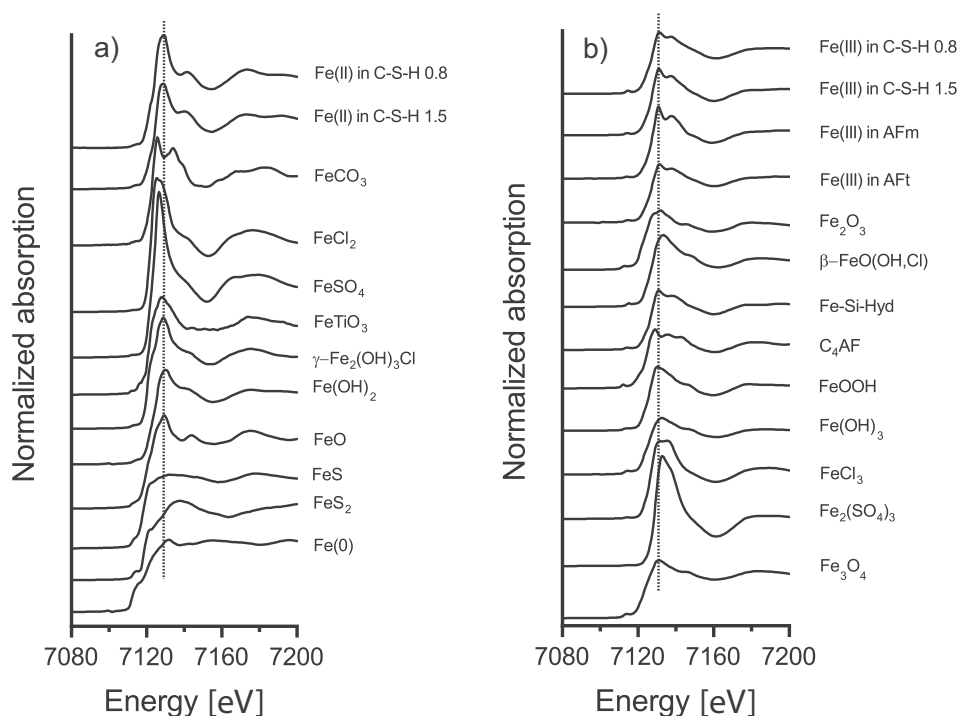 a)
Fe(II) in C-S-H 0.8
Fe(II) in C-S-H 1.5
FeCO3
FeCl2
FeSO4
FeTiO3
γ–Fe2(OH)3Cl
Fe(OH)2
FeO
FeS
FeS2
Fe(0)
Normalized absorption
7080 7120 7160 7200
Energy [eV]
b)
Fe(III) in C-S-H 0.8
Fe(III) in C-S-H 1.5
Fe(III) in AFm
Fe(III) in AFt
Fe2O3
β–FeO(OH,Cl)
Fe-Si-Hyd
C4AF
FeOOH
Fe(OH)3
FeCl3
Fe2(SO4)3
Fe3O4
Normalized absorption
7080 7120 7160 7200
Energy [eV]